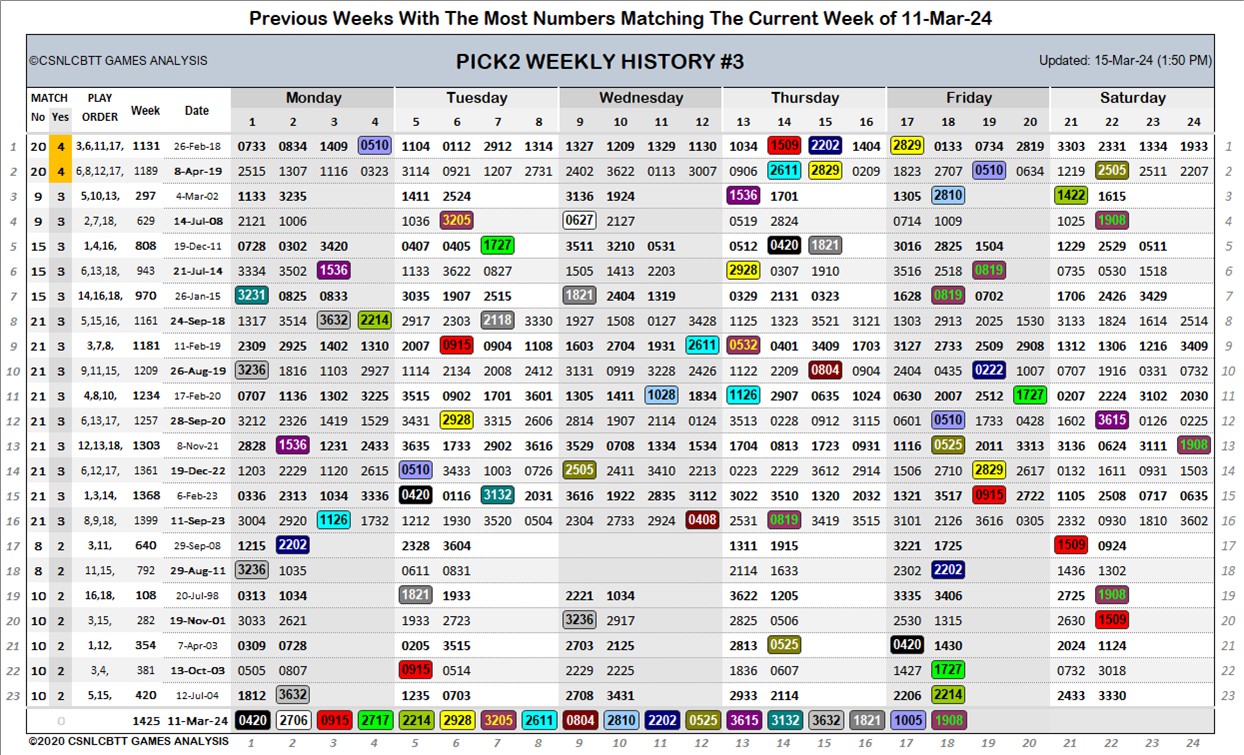 Previous Weeks With The Most Numbers Matching The Current Week of 11-Mar-24
©CSNLCBTT GAMES ANALYSIS PICK2 WEEKLY HISTORY #3 Updated: 15-Mar-24 (1:50 PM)
MATCH PLAY Week Date Monday Tuesday Wednesday Thursday Friday Saturday
No Yes ORDER 1 2 3 4 5 6 7 8 9 10 11 12 13 14 15 16 17 18 19 20 21 22 23 24
1 20 4 3,6,11,17, 1131 26-Feb-18 0733 0834 1409 0510 1104 0112 2912 1314 1327 1209 1329 1130 1034 1509 2202 1404 2829 0133 0734 2819 3303 2331 1334 1933 1
2 20 4 6,8,12,17, 1189 8-Apr-19 2515 1307 1116 0323 3114 0921 1207 2731 2402 3622 0123 3007 0906 2611 2829 0209 1823 2707 0510 0634 1219 2505 2511 2207 2
3 9 3 5,10,13, 297 4-Mar-02 1133 3235 1411 2524 3136 1924 1536 1701 1335 2810 1422 1615 3
4 9 3 2,7,18, 629 14-Jul-08 2121 1006 1036 3205 0627 2127 0519 2824 0714 1009 1025 1908 4
5 15 3 1,4,16, 808 19-Dec-11 0728 0302 3420 0407 0405 1727 3511 3210 0531 0512 0420 1821 3016 2825 1504 1229 2529 0511 5
6 15 3 6,13,18, 943 21-Jul-14 3334 3502 1536 1133 3622 0827 1505 1413 2203 2928 0307 1910 3516 2518 0819 0735 0530 1518 6
7 15 3 14,16,18, 970 26-Jan-15 3231 0825 0833 3035 1907 2515 1821 2404 1319 0329 2131 0323 1628 0819 0702 1706 2426 3429 7
8 21 3 5,15,16, 1161 24-Sep-18 1317 3514 3632 2214 5917 2303 2118 3330 1927 1508 0127 3428 1125 1323 3521 3121 1303 2913 2025 1530 3133 1824 1614 2514 8
9 21 3 3,7,8, 1181 11-Feb-19 2309 2925 1402 1310 2007 0915 0904 1108 1603 2704 1931 2611 0532 0401 3409 1703 3127 2733 2509 2908 1312 1306 1216 3409 9
10 21 3 9,11,15, 1209 26-Aug-19 3236 1816 1103 2927 1114 2134 2008 2412 3131 0919 3228 2426 1122 2209 0804 0904 2404 0435 0222 1007 0707 1916 0331 0732 10
11 21 3 4,8,10, 1234 17-Feb-20 0707 1136 1302 3225 3515 0902 1701 3601 1305 1411 1028 1834 1126 2907 0635 1024 0630 2007 2512 1727 0207 2224 3102 2030 11
12 21 3 6,13,17, 1257 28-Sep-20 3212 2326 1419 1529 3431 2928 3315 2606 2814 1907 2114 0124 3513 0228 0912 3115 0601 0510 1733 0428 1602 3615 0126 0225 12
13 21 3 12,13,18, 1303 8-Nov-21 2413 1536 1231 2433 3401 1733 2802 3616 3529 0708 1334 1534 1704 0813 1723 0931 1116 0525 2011 3313 3136 0624 3111 1908 13
14 21 3 6,12,17, 1361 19-Dec-22 1203 2229 1120 2615 0510 3433 1003 0726 2505 2411 3410 2213 0223 2229 3612 2914 1506 2710 2829 2617 0132 1611 0931 1503 14
15 21 3 1,3,14, 1368 6-Feb-23 0336 2313 1034 3336 0420 0116 3132 2031 3616 1922 2835 3112 3022 3510 1320 2032 1321 3517 0915 2722 1105 2508 0717 0635 15
16 21 3 8,9,18, 1399 11-Sep-23 3004 2920 1126 1732 1212 1930 3520 0504 2304 2733 2924 0408 2531 0819 3419 3515 3101 2126 3616 0305 2332 0930 1810 3602 16
17 8 2 3,11, 640 29-Sep-08 1215 2202 2328 3604 1311 1915 3221 1725 1509 0924 17
18 8 2 11,15, 792 29-Aug-11 3236 1035 0611 0831 2114 1633 2302 2202 1436 1302 18
19 10 2 16,18, 108 20-Jul-98 0313 1034 1821 1933 2221 1034 3622 1205 3335 3406 2725 1908 19
20 10 2 3,15, 282 19-Nov-01 3033 2621 1933 2723 3236 2917 2825 0506 2530 1315 2630 1509 20
21 10 2 1,12, 354 7-Apr-03 0309 0728 0205 3515 2703 2125 2813 0525 0420 1430 2024 1124 21
22 10 2 3,4, 381 13-Oct-03 0505 0807 0915 0514 2229 2225 1836 0607 1427 1727 0732 3018 22
23 10 2 5,15, 420 12-Jul-04 1812 3632 1235 0703 2708 3431 2933 2114 2206 2214 2433 3330 23
0 1425 11-Mar-24 0420 2706 0915 2717 2214 2928 3205 2611 0804 2810 2202 0525 3615 3132 3632 1821 1005 1908
©2020 CSNLCBTT GAMES ANALYSIS 1 2 3 4 5 6 7 8 9 10 11 12 13 14 15 16 17 18 19 20 21 22 23 24